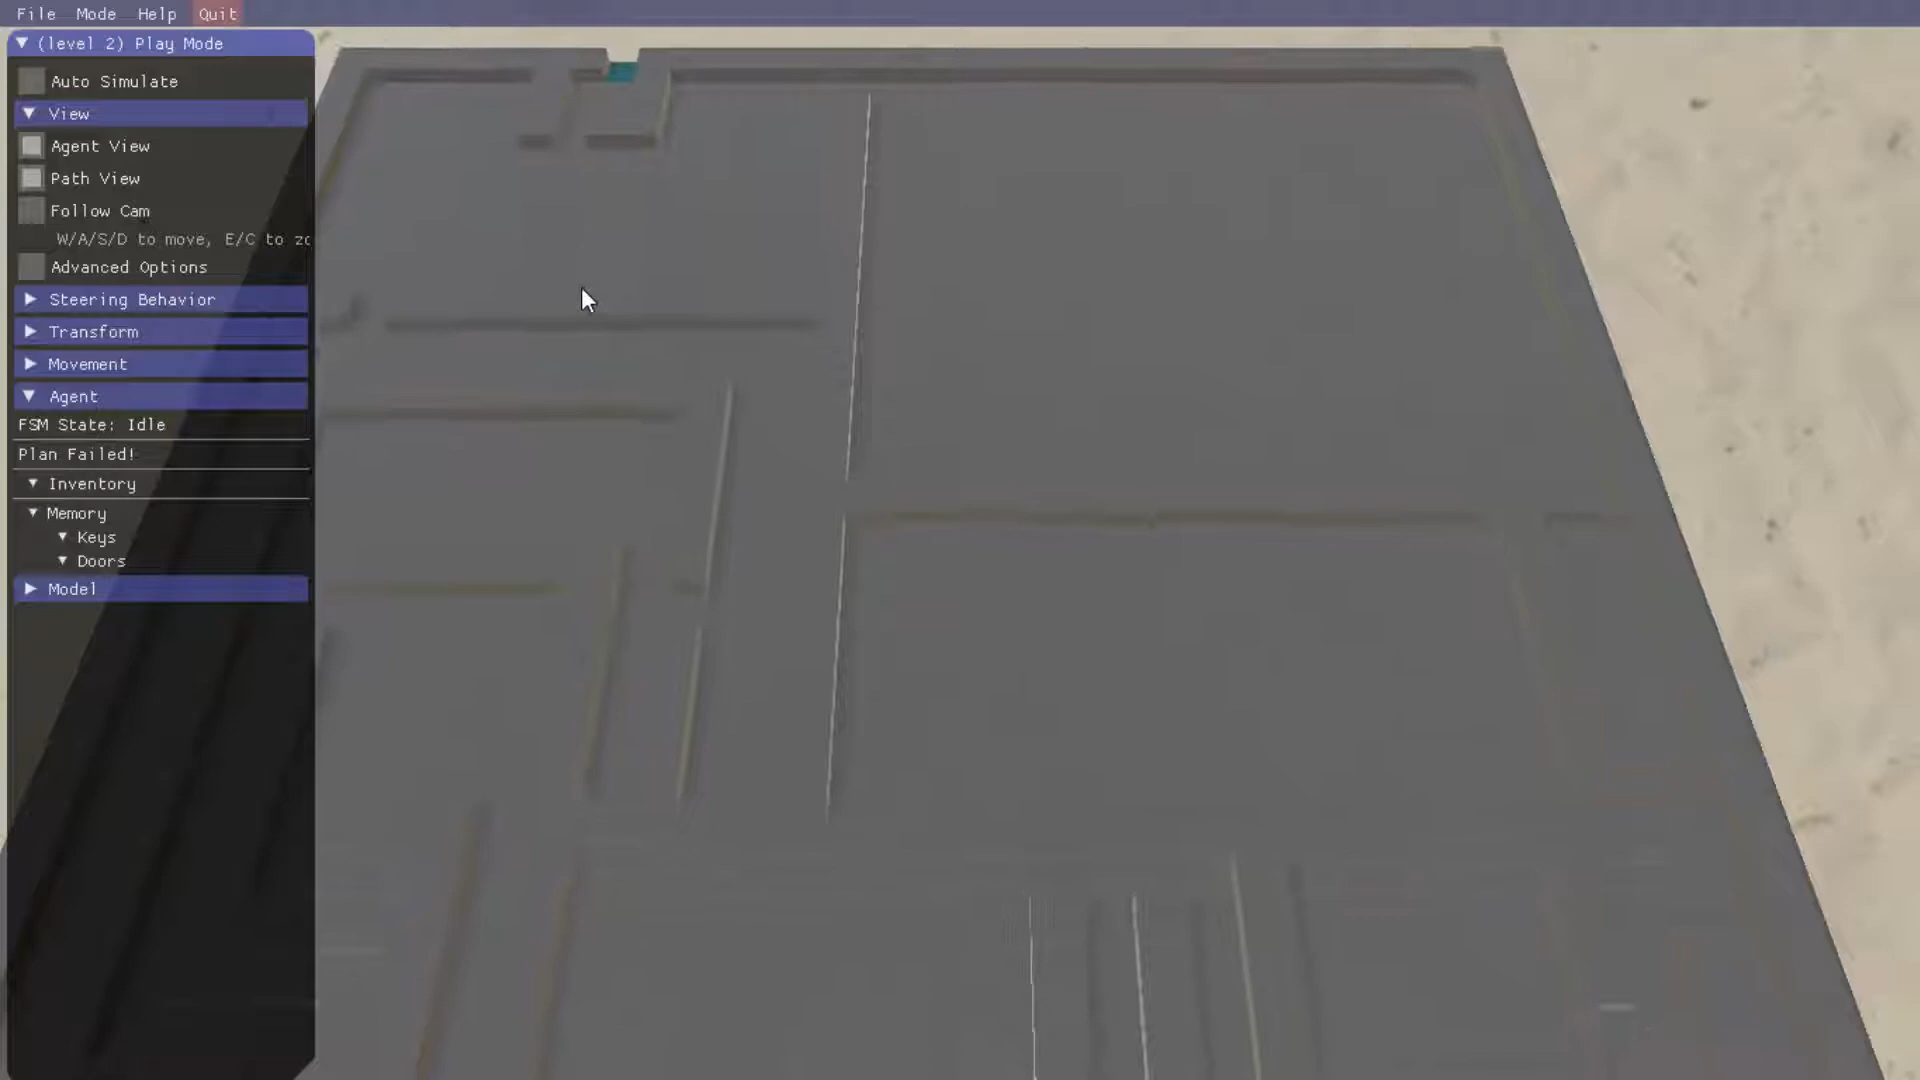 File Mode Help Quit
(level 2) Play Mode
Auto Simulate
View
Agent View
Path View
Follow Cam
W/A/S/D to move, E/C to
Advanced Options
Steering Behavior
Transform
Movement
Agent
FSM State: Idle
Plan Failed!
Inventory
Memory
Keys
Doors
Model